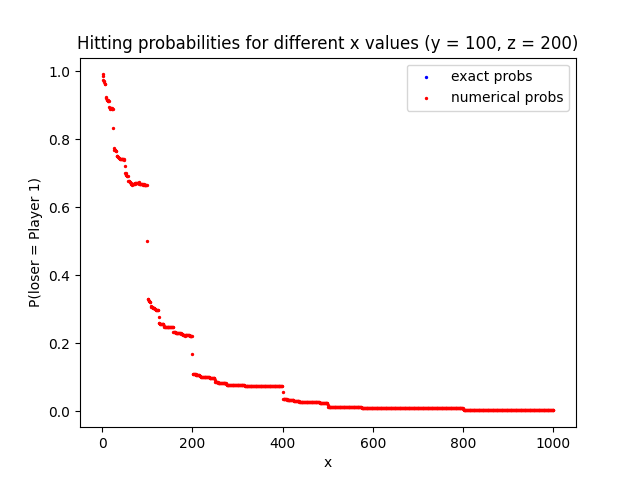 Hitting probabilities for different x values (y = 100, z = 200)
exact probs
numerical probs
P(loser = Player 1)
1.0
0.8
0.6
0.4
0.2
0.0
0
200
400
600
800
1000
x